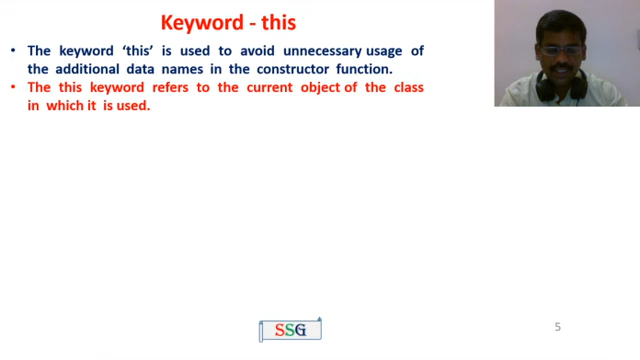 Keyword - this
• The keyword ‘this’ is used to avoid unnecessary usage of
the additional data names in the constructor function.
• The this keyword refers to the current object of the class
in which it is used.
SSG
5